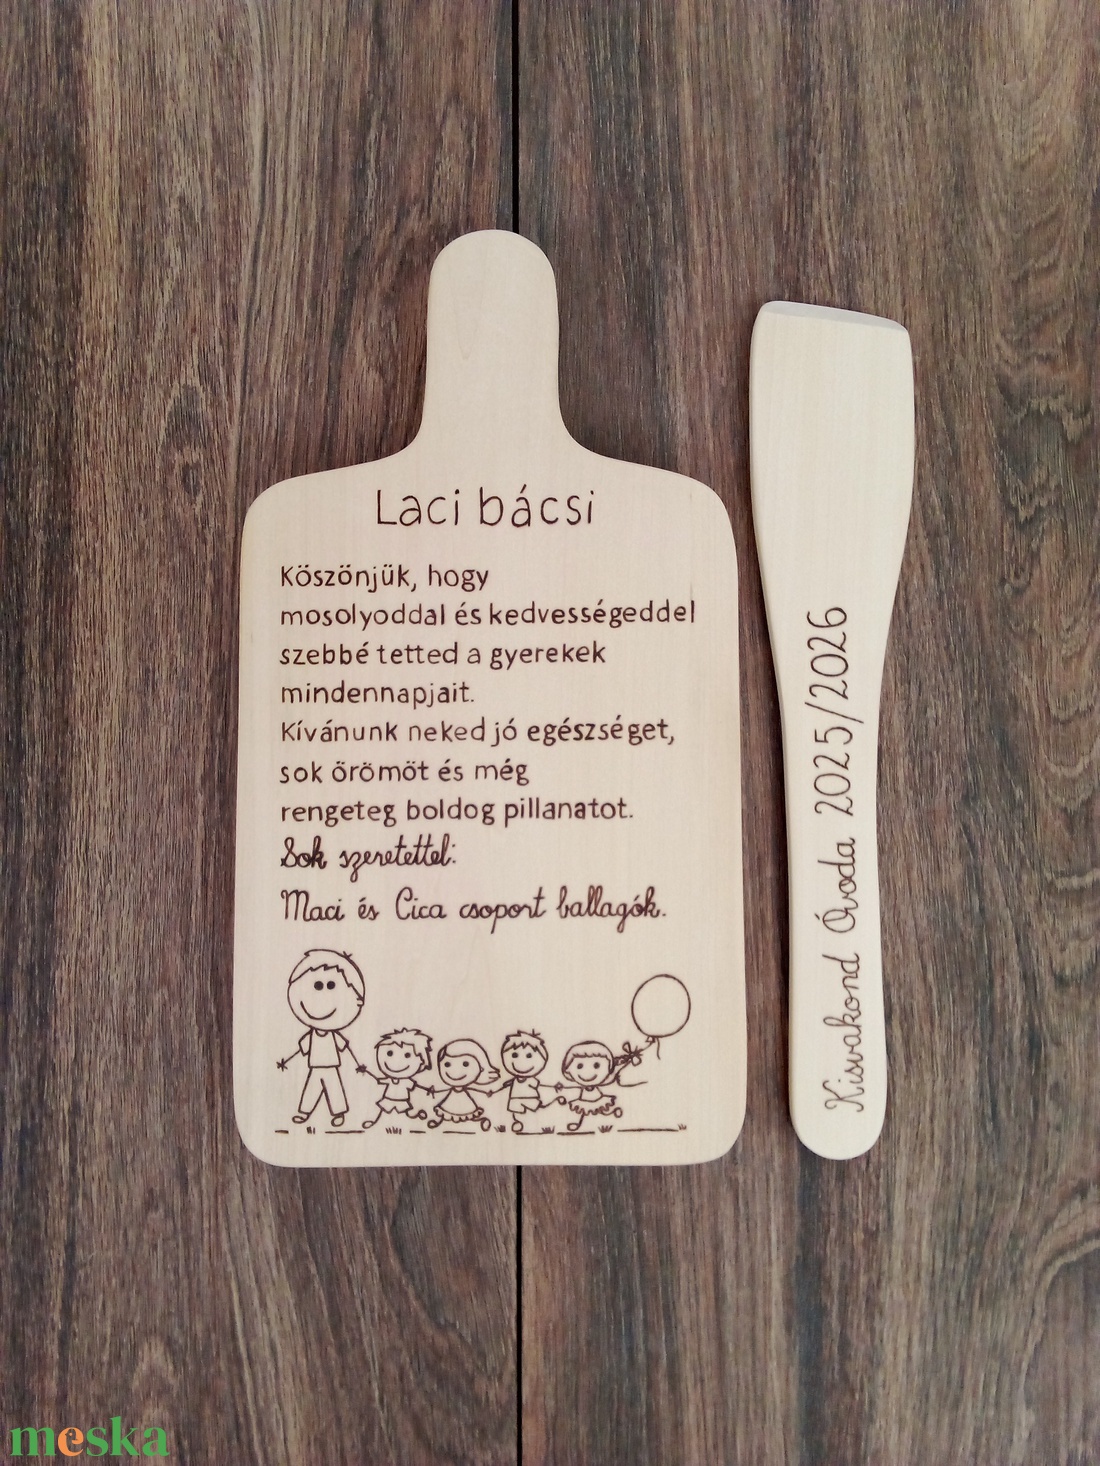 Laci bácsi
Köszönjük, hogy
mosolyoddal és kedvességeddel
szebbé tetted a gyerekek
mindennapjait.
Kívánunk neked jó egészséget,
sok örömöt és még
rengeteg boldog pillanatot.
Sok szeretettel:
Maci és Cica csoport ballagók.
Kisvakond Óvoda 2025/2026
meska